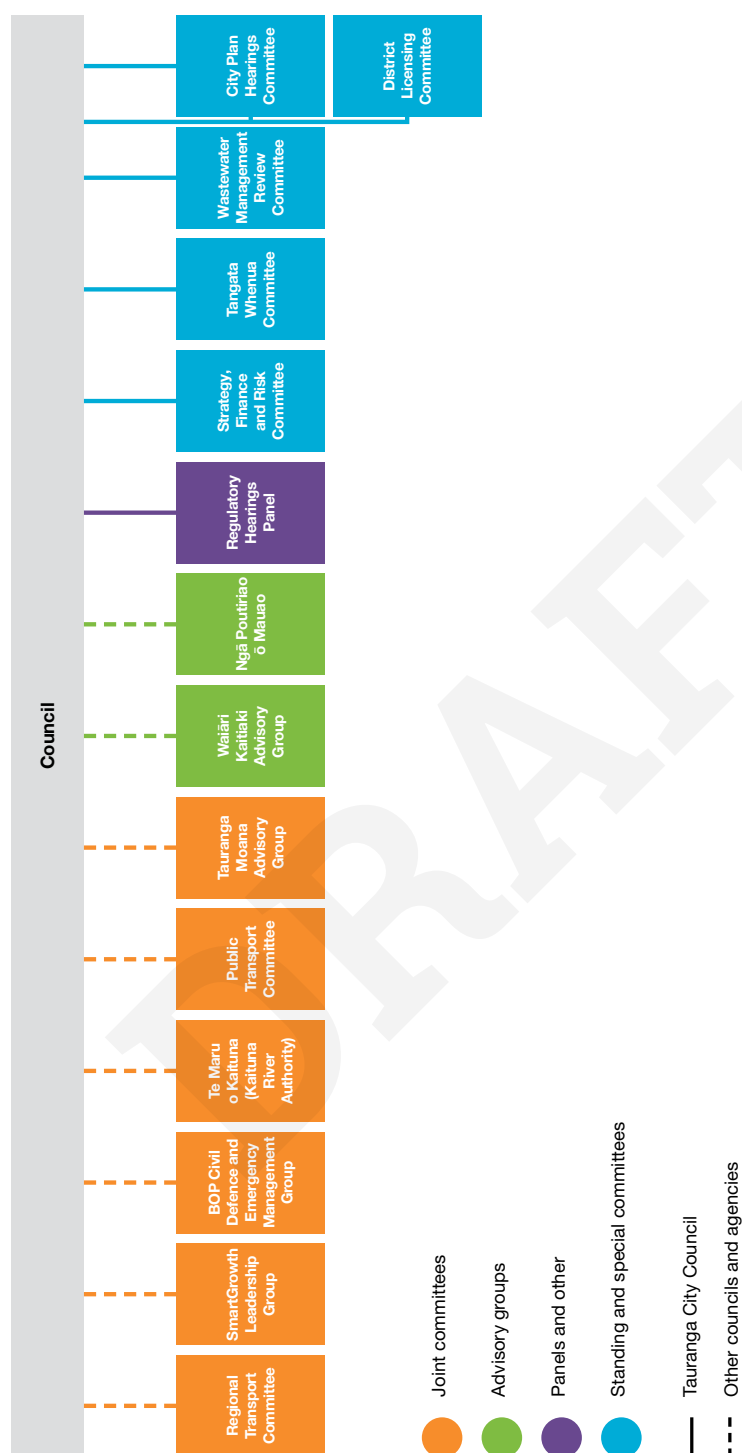 Council
Regional
Transport
Committee
SmartGrowth
Leadership
Group
BOP Civil
Defence and
Emergency
Management
Group
Te Maru
o Kaituna
(Kaituna
River
Authority)
Public
Transport
Committee
Tauranga
Moana
Advisory
Group
Waiāri
Kaitiaki
Advisory
Group
Ngā Poutiriao
ō Mauao
Regulatory
Hearings
Panel
Strategy,
Finance
and Risk
Committee
Tangata
Whenua
Committee
Wastewater
Management
Review
Committee
City Plan
Hearings
Committee
District
Licensing
Committee
Joint committees
Advisory groups
Panels and other
Standing and special committees
Tauranga City Council
Other councils and agencies
DRAFT